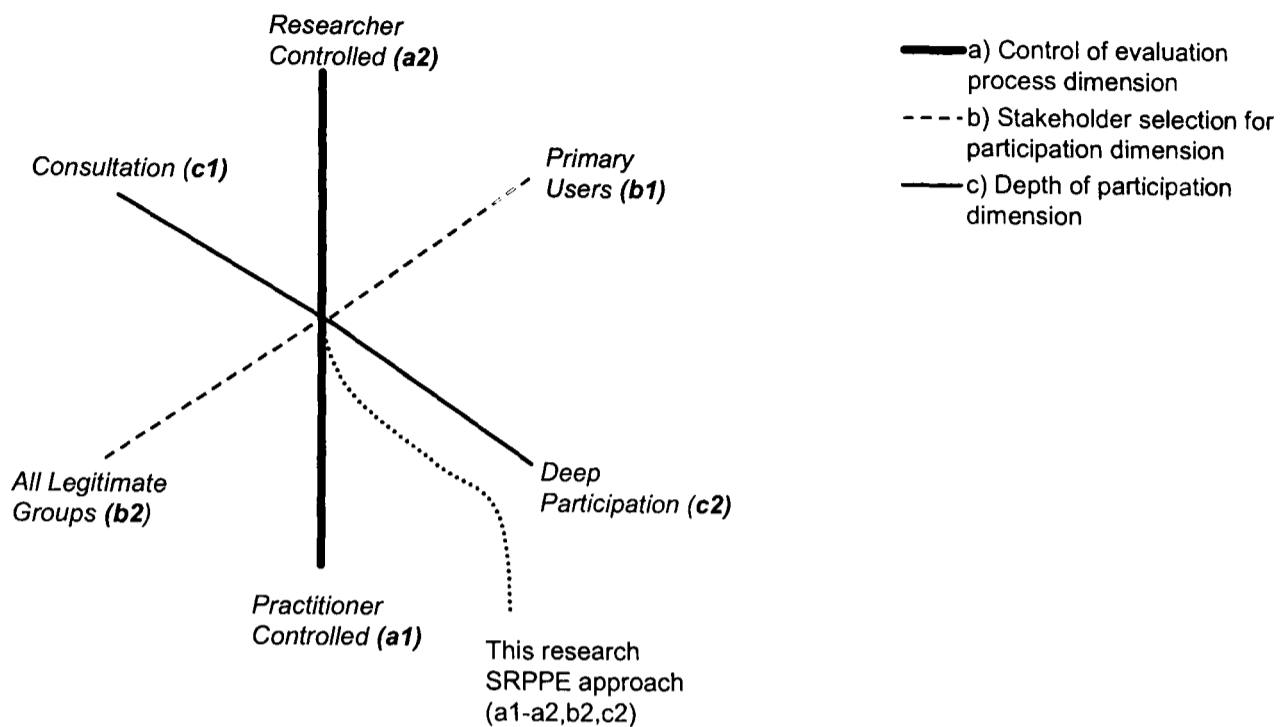 Researcher
Controlled (a2)
a) Control of evaluation
process dimension
b) Stakeholder selection for
participation dimension
c) Depth of participation
dimension
Consultation (c1)
Primary
Users (b1)
All Legitimate
Groups (b2)
Deep
Participation (c2)
Practitioner
Controlled (a1)
This research
SRPPE approach
(a1-a2,b2,c2)